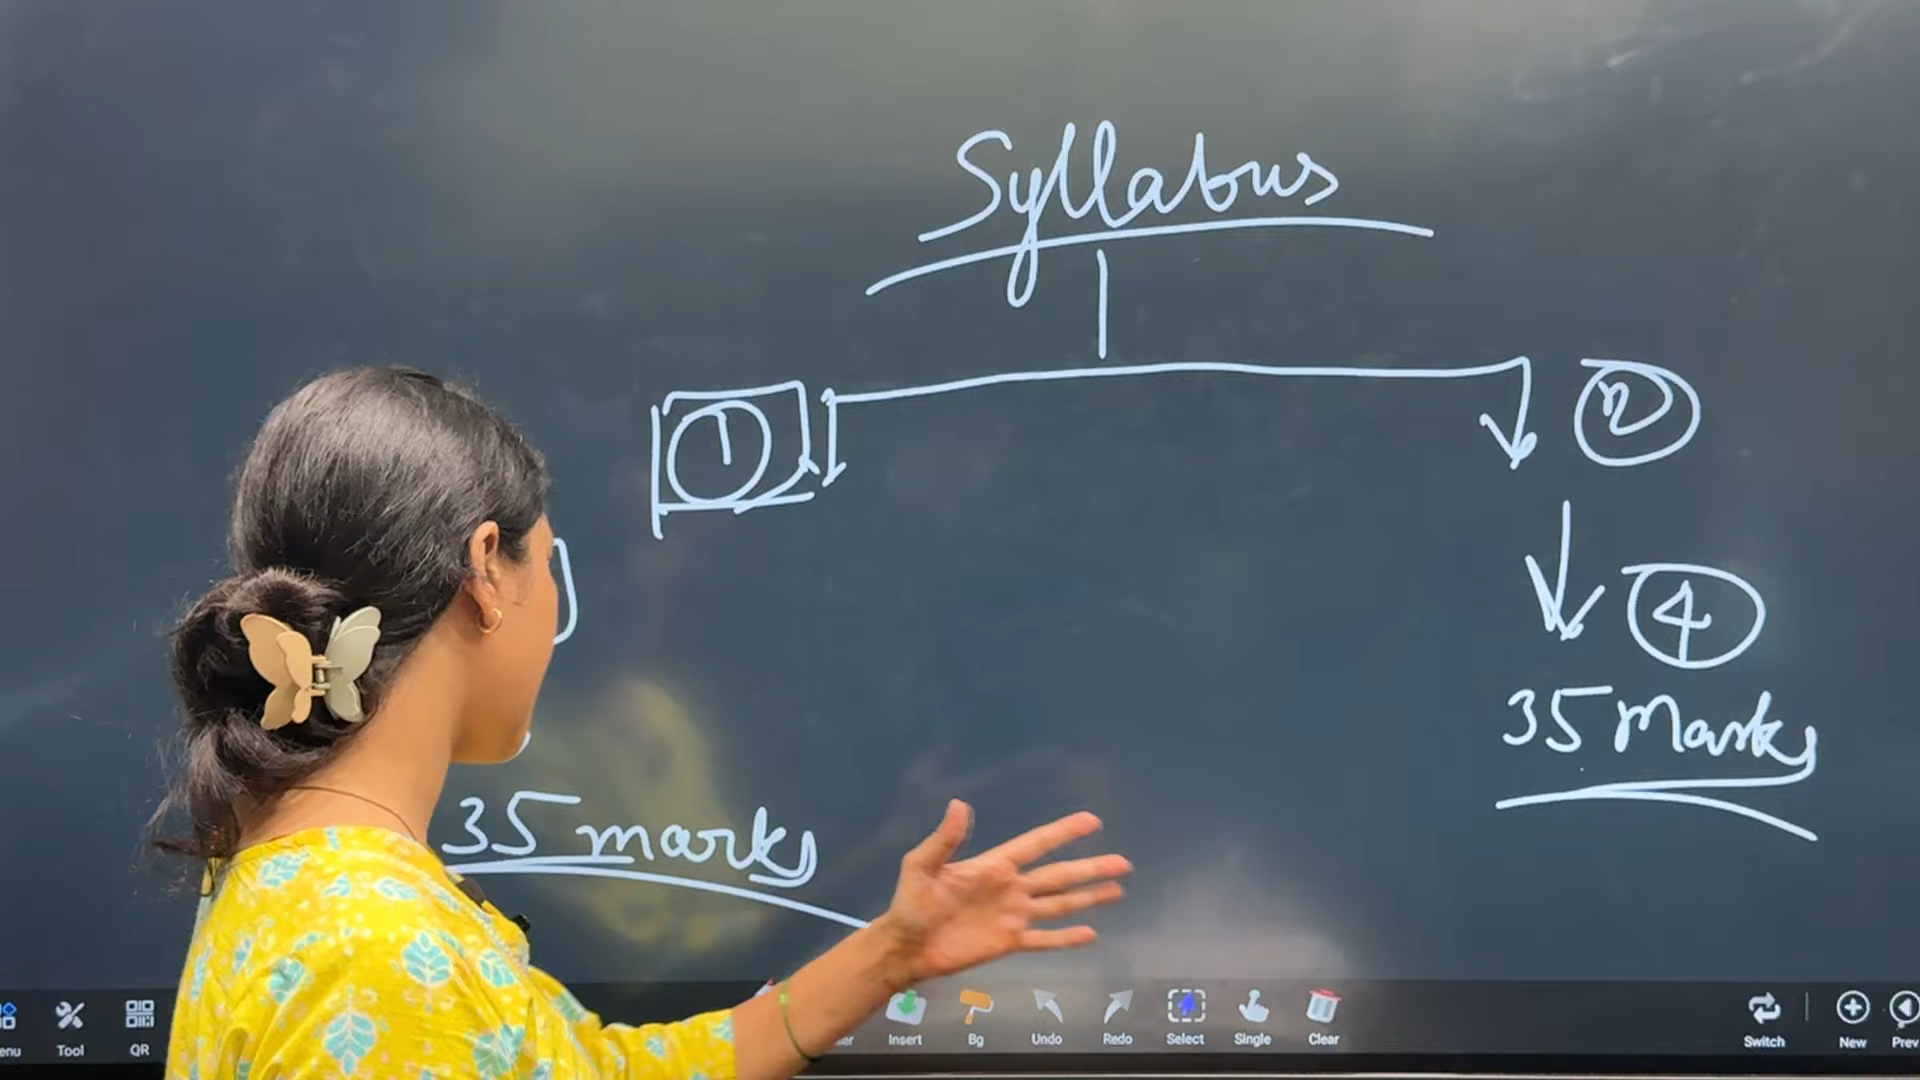 Syllabus
1
2
4
35 Marks
35 marks
Tool
QR
Insert
Bg
Undo
Redo
Select
Single
Clear
Switch
New
Prev